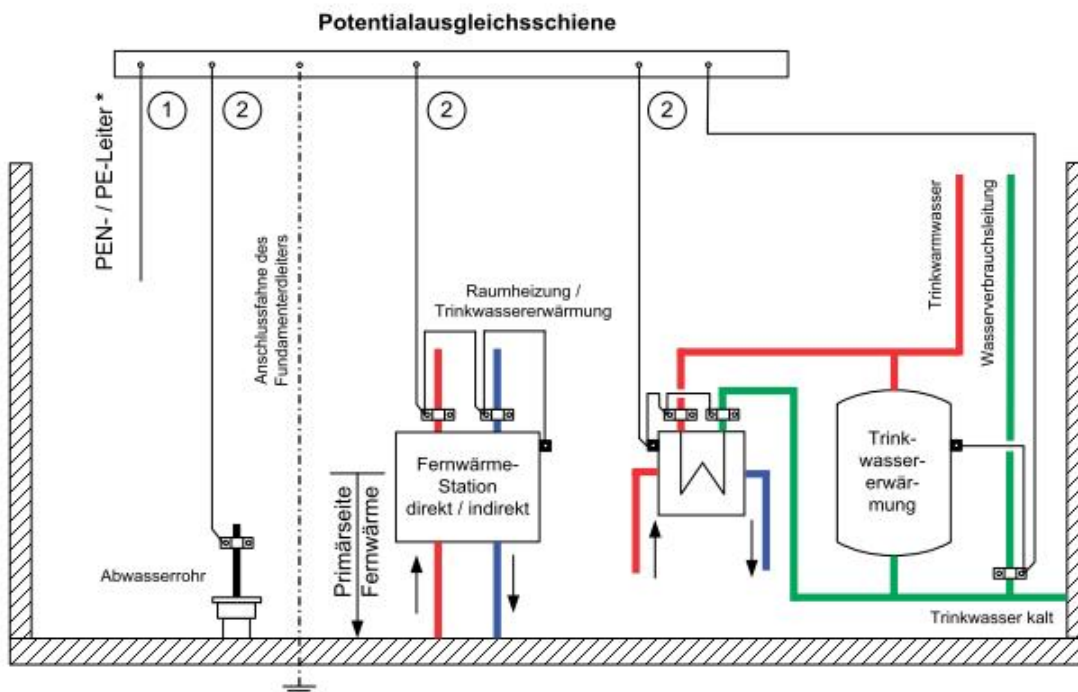 Potentialausgleichsschiene
1
2
2
2
PEN- / PE-Leiter *
Anschlussfahne des
Fundamenterdleiters
Raumheizung /
Trinkwassererwärmung
Trinkwarmwasser
Wasserverbrauchsleitung
Fernwärme-
Station
direkt / indirekt
Trink-
wasser-
erwär-
mung
Primärseite
Fernwärme
Abwasserrohr
Trinkwasser kalt